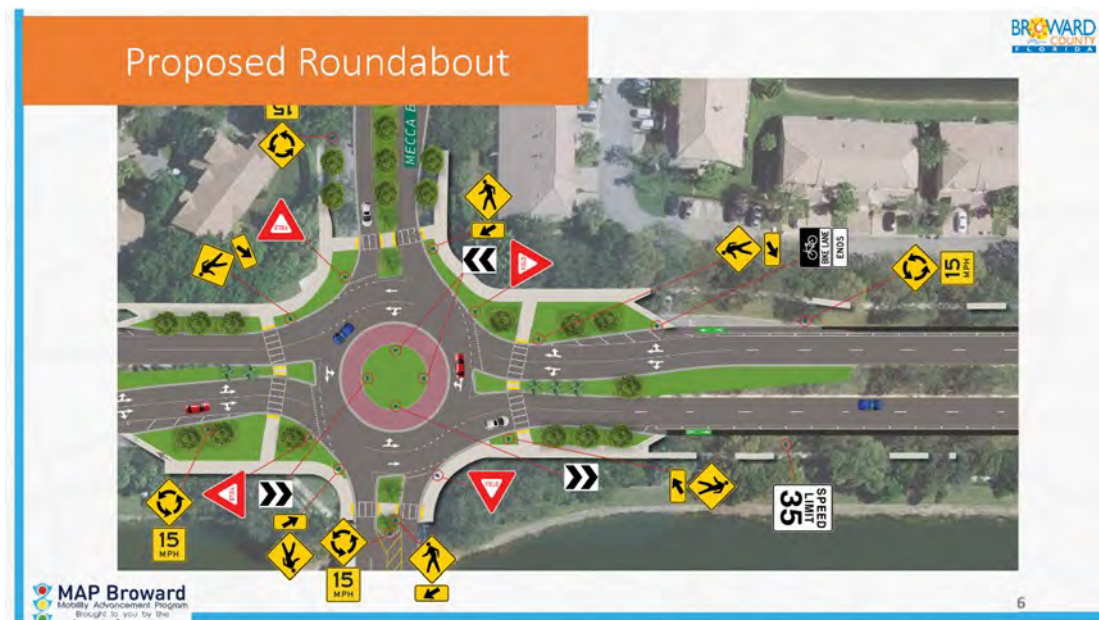 Proposed Roundabout
BROWARD
COUNTY
FLORIDA
15
MECCA B
YIELD
YIELD
BIKE LANE
ENDS
15
MPH
YIELD
YIELD
15
MPH
15
MPH
SPEED
LIMIT
35
MAP Broward
Mobility Advancement Program
Brought to you by the
6